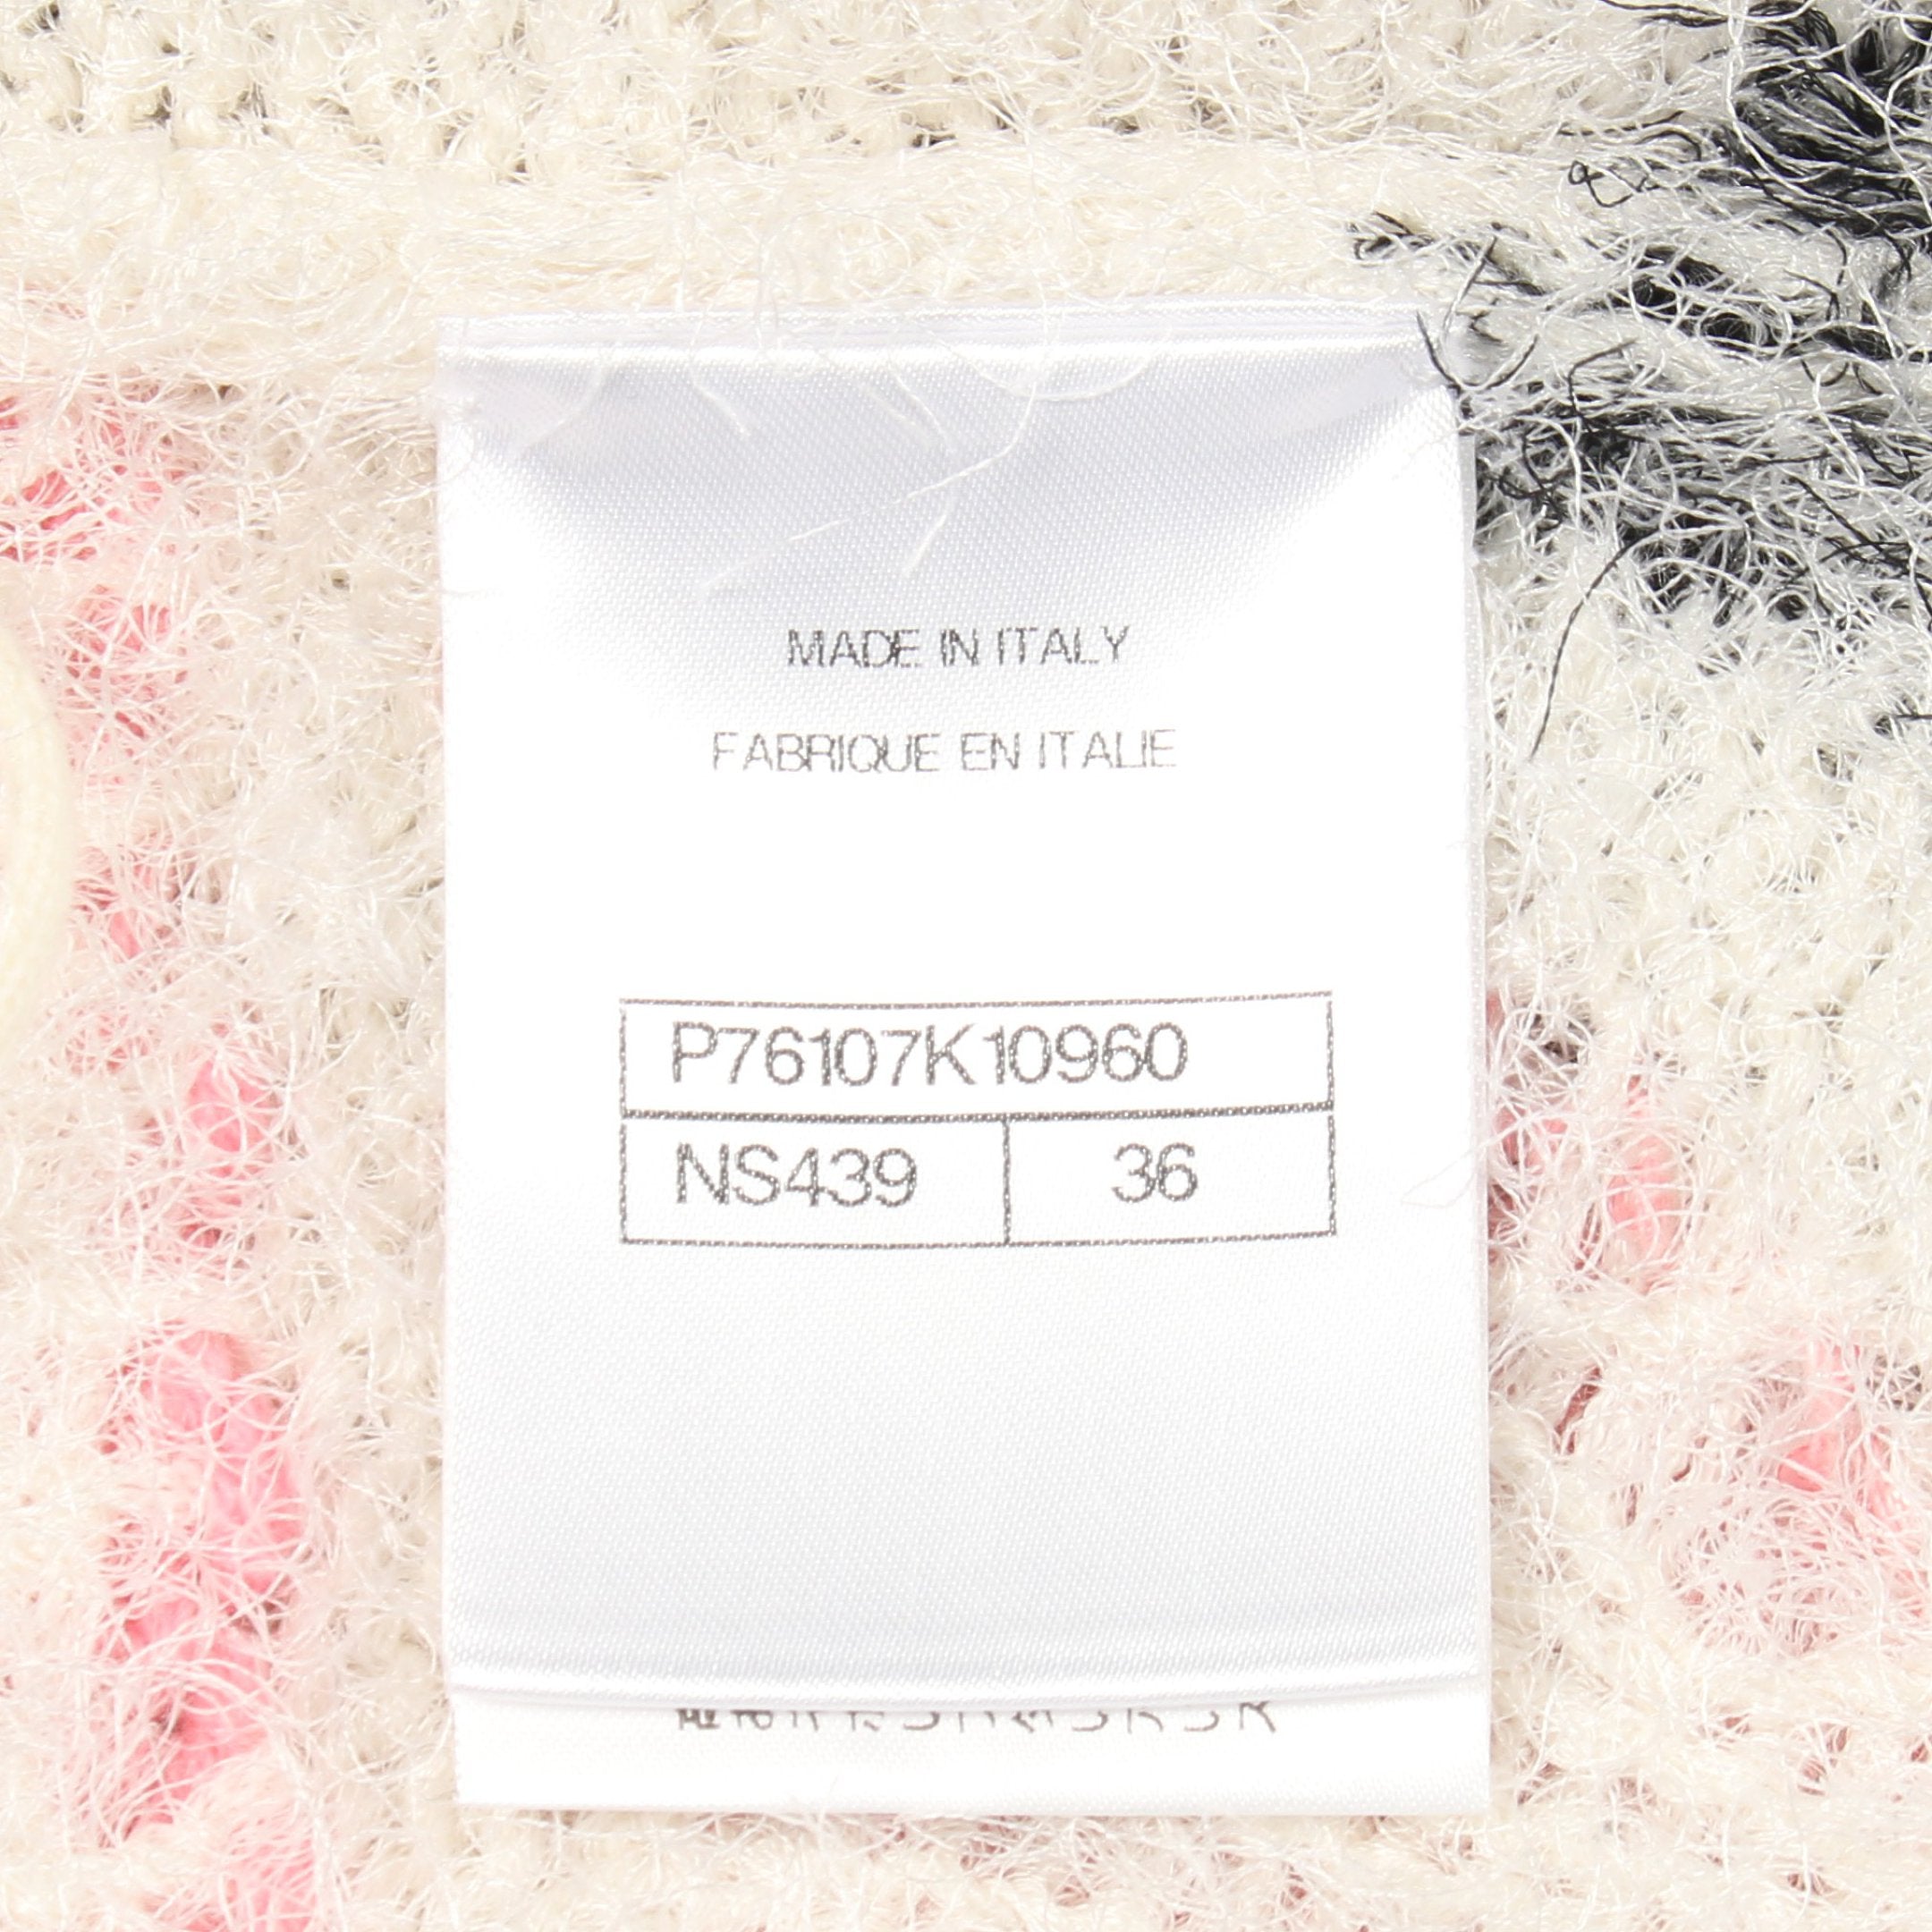 MADE IN ITALY
FABRIQUE EN ITALIE
P76107K10960
NS439 36